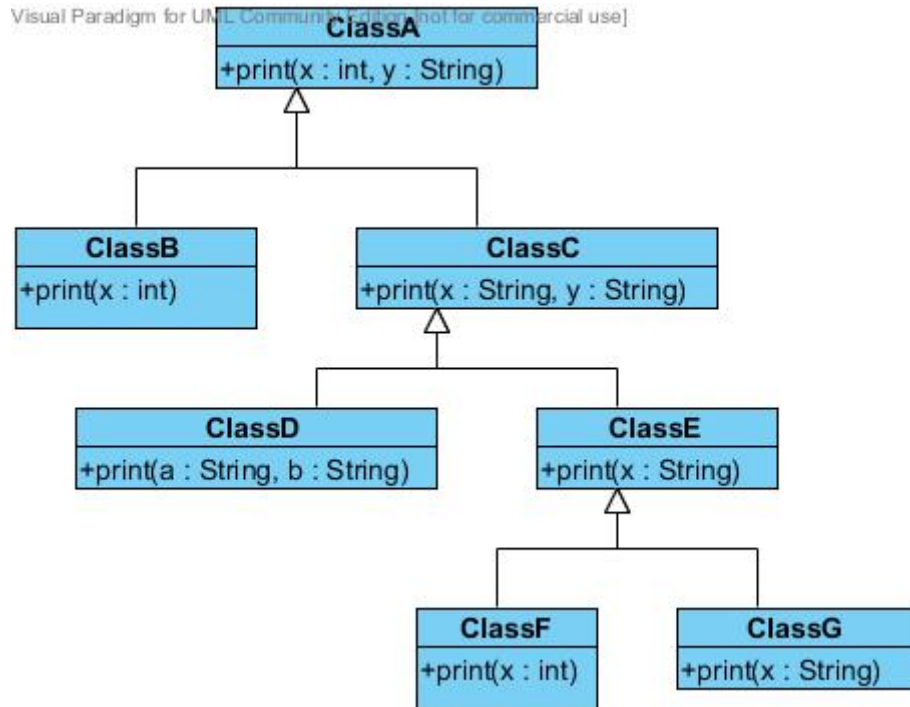 Visual Paradigm for UML Community Edition [not for commercial use]
ClassA
+print(x : int, y : String)
ClassB
+print(x : int)
ClassC
+print(x : String, y : String)
ClassD
+print(a : String, b : String)
ClassE
+print(x : String)
ClassF
+print(x : int)
ClassG
+print(x : String)